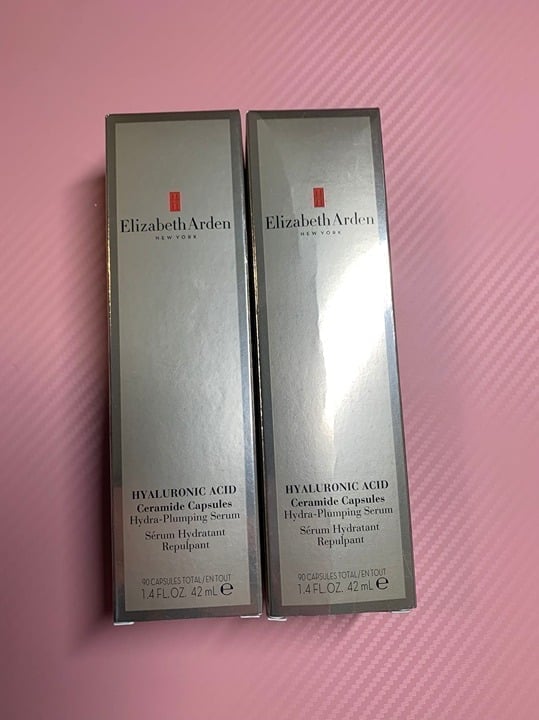 Elizabeth Arden
NEW YORK
HYALURONIC ACID
Ceramide Capsules
Hydra-Plumping Serum
Sérum Hydratant
Repulpant
90 CAPSULES TOTAL/EN TOUT
1.4 FL.OZ. 42 mL e
Elizabeth Arden
NEW YORK
HYALURONIC ACID
Ceramide Capsules
Hydra-Plumping Serum
Sérum Hydratant
Repulpant
90 CAPSULES TOTAL/EN TOUT
1.4 FL.OZ. 42 mL e